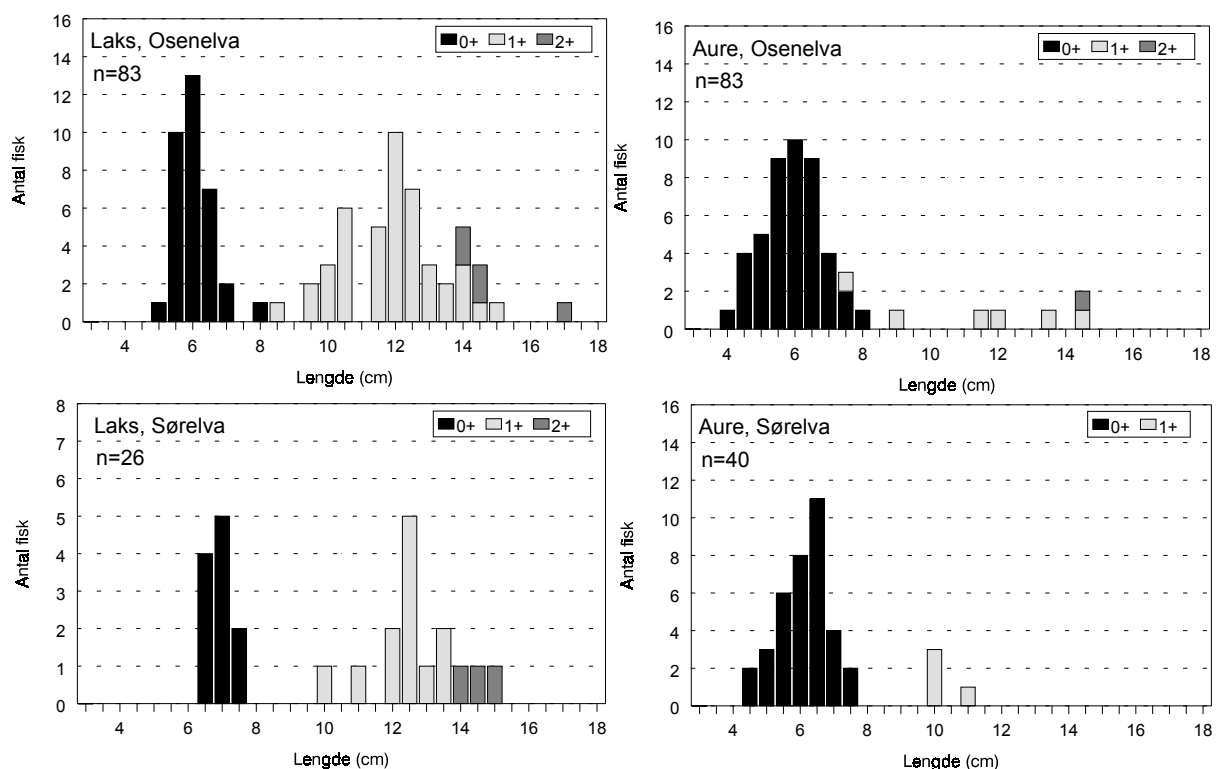 Laks, Osenelva
n=83
0+ 1+ 2+
Antal fisk
16
14
12
10
8
6
4
2
0
4 6 8 10 12 14 16 18
Lengde (cm)
Aure, Osenelva
n=83
0+ 1+ 2+
Antal fisk
16
14
12
10
8
6
4
2
0
4 6 8 10 12 14 16 18
Lengde (cm)
Laks, Sørelva
n=26
0+ 1+ 2+
Antal fisk
8
7
6
5
4
3
2
1
0
4 6 8 10 12 14 16 18
Lengde (cm)
Aure, Sørelva
n=40
0+ 1+
Antal fisk
16
14
12
10
8
6
4
2
0
4 6 8 10 12 14 16 18
Lengde (cm)